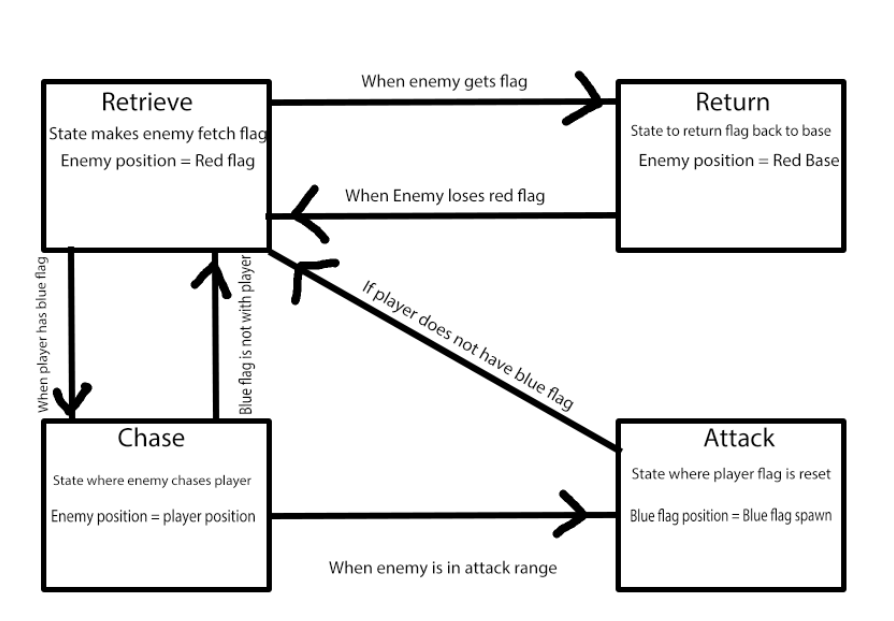 When enemy gets flag
Retrieve
State makes enemy fetch flag
Enemy position = Red flag
Return
State to return flag back to base
Enemy position = Red Base
When Enemy loses red flag
When player has blue flag
Blue flag is not with player
If player does not have blue flag
Chase
State where enemy chases player
Enemy position = player position
Attack
State where player flag is reset
Blue flag position = Blue flag spawn
When enemy is in attack range